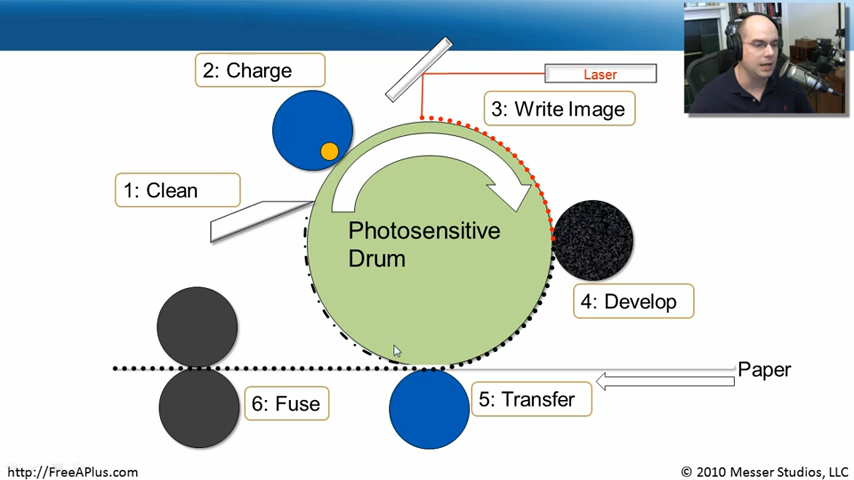 2: Charge
Laser
3: Write Image
1: Clean
Photosensitive
Drum
4: Develop
Paper
5: Transfer
6: Fuse
http://FreeAPlus.com
© 2010 Messer Studios, LLC